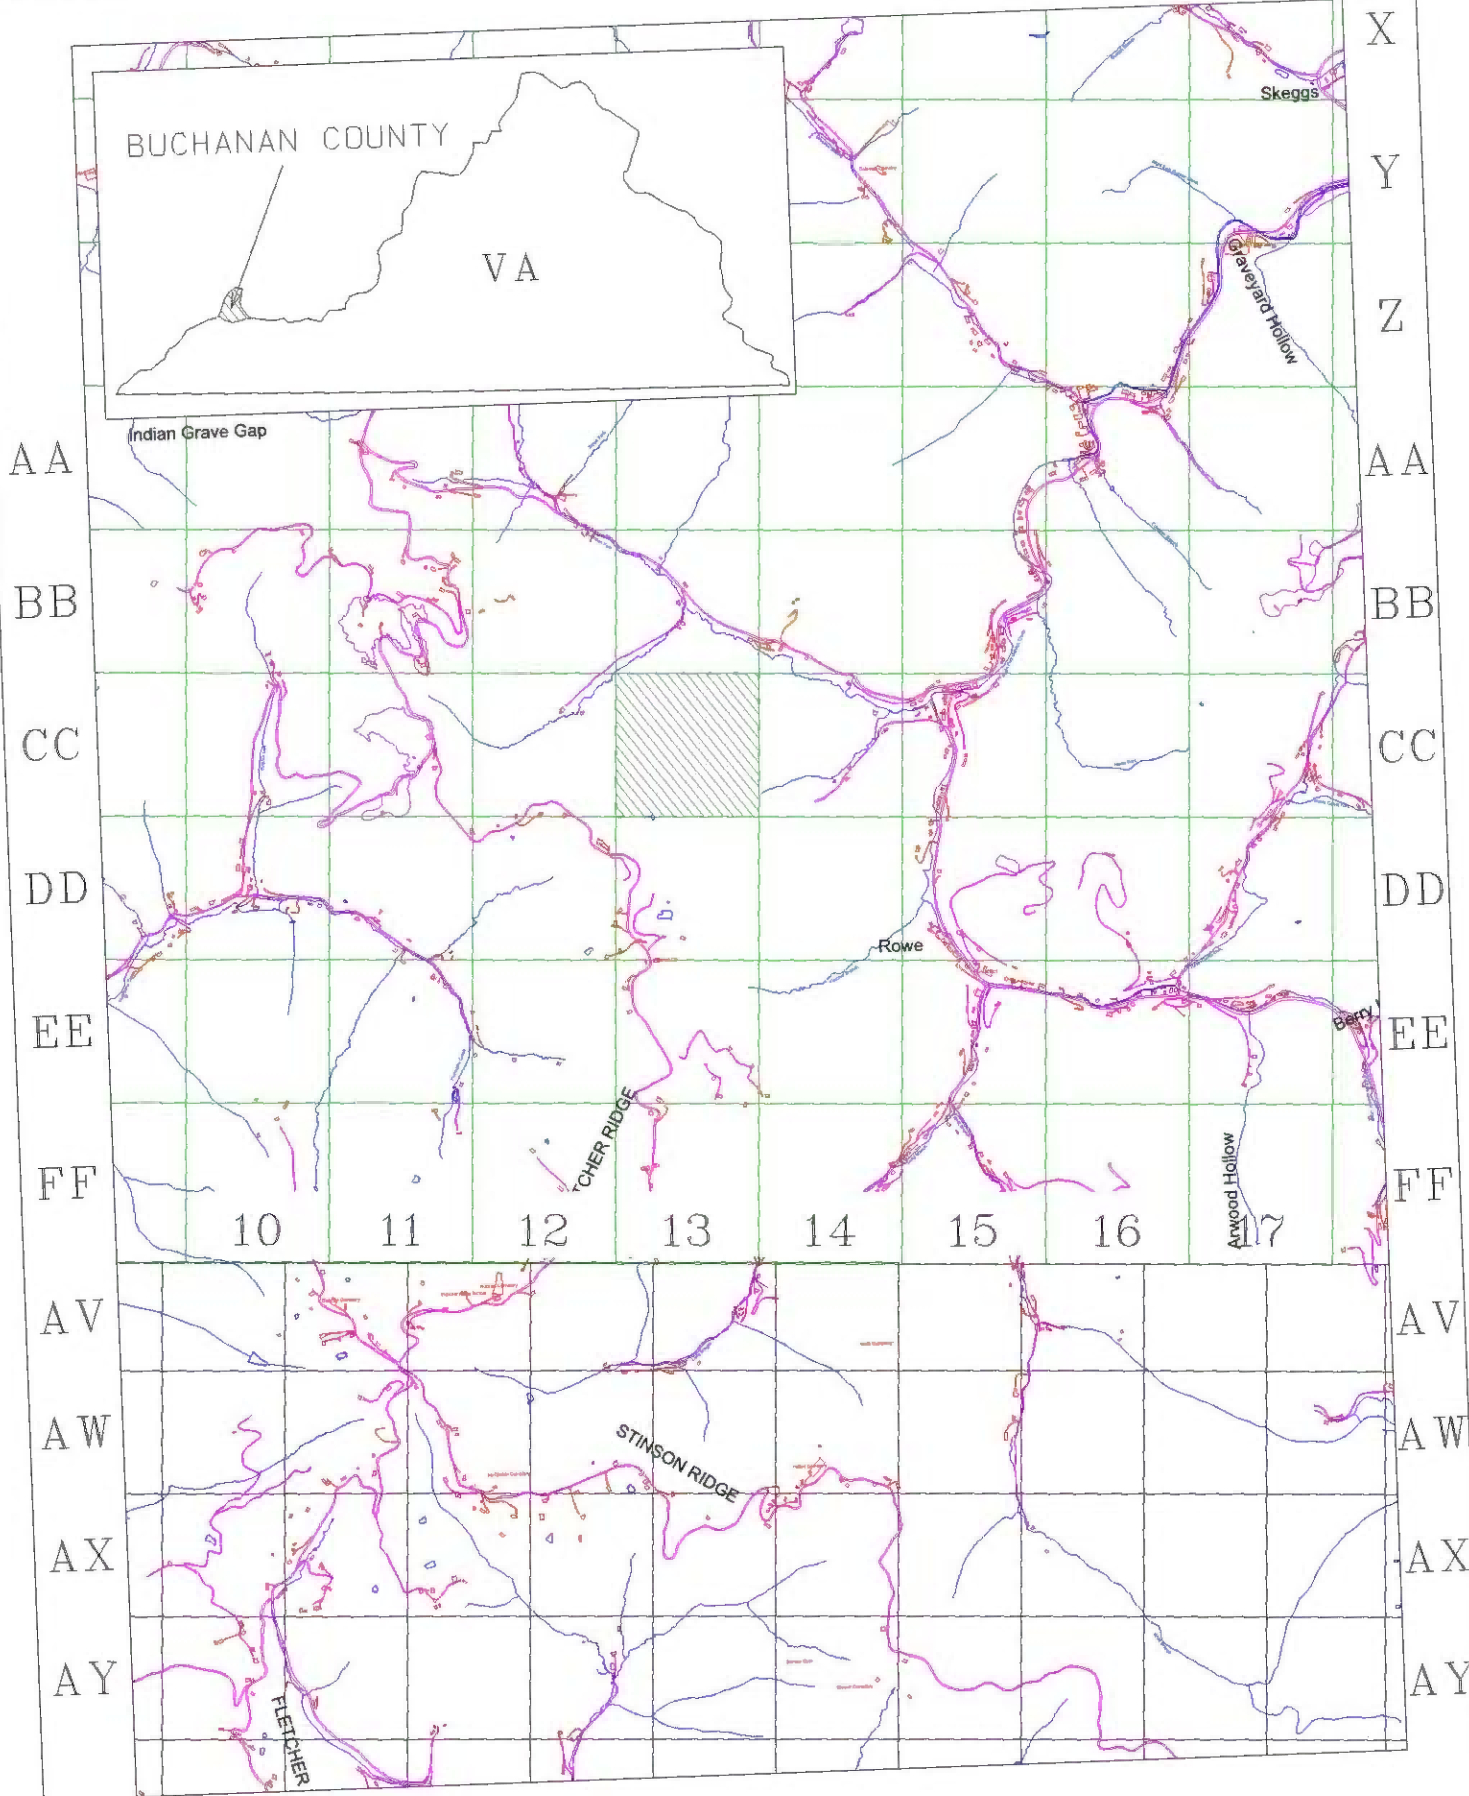 X
Skeggs
BUCHANAN COUNTY
Y
VA
Graveyard Hollow
Z
Indian Grave Gap
AA
AA
BB
BB
CC
CC
DD
DD
Rowe
EE
Berry
EE
TCHER RIDGE
Arwood Hollow
FF
FF
10 11 12 13 14 15 16 17
AV
AV
AW
STINSON RIDGE
AW
AX
AX
AY
AY
FLETCHER